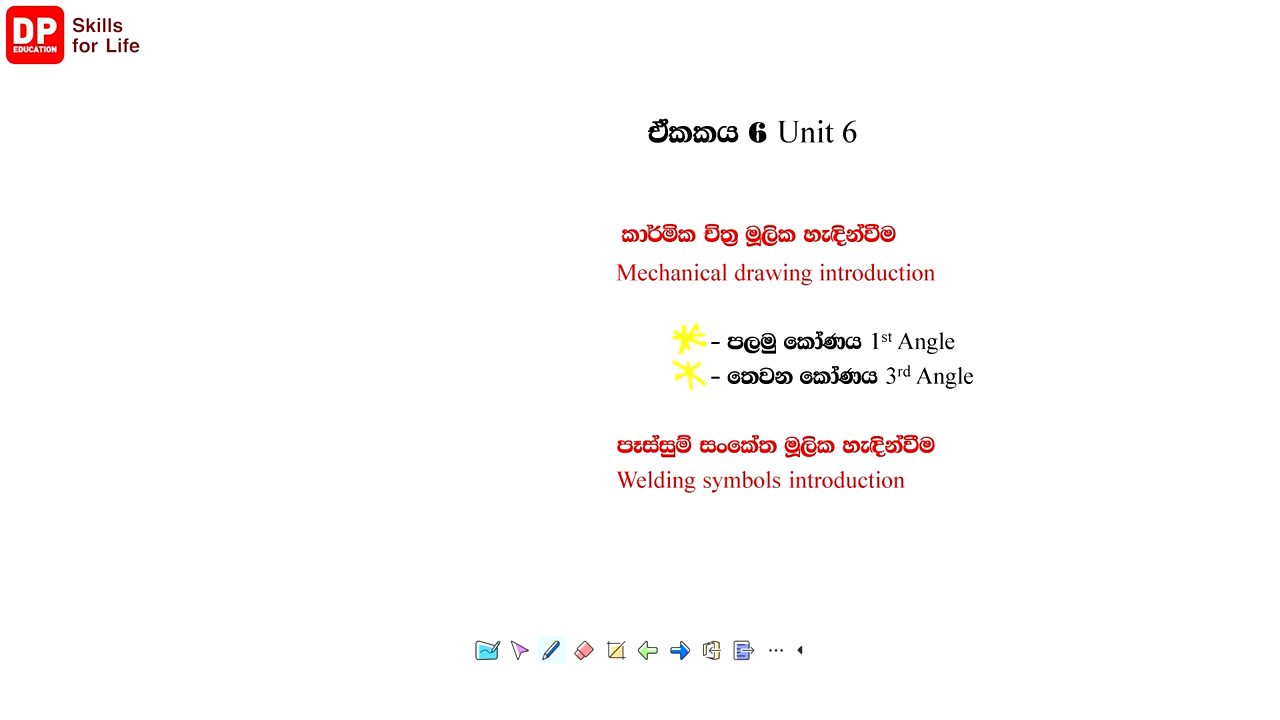 DP
EDUCATION
Skills
for Life
ඒකකය 6 Unit 6
කාර්මික චිත්‍ර මූලික හැඳින්වීම
Mechanical drawing introduction
- පලමු කෝණය 1st Angle
- තෙවන කෝණය 3rd Angle
පෑස්සුම් සංකේත මූලික හැඳින්වීම
Welding symbols introduction